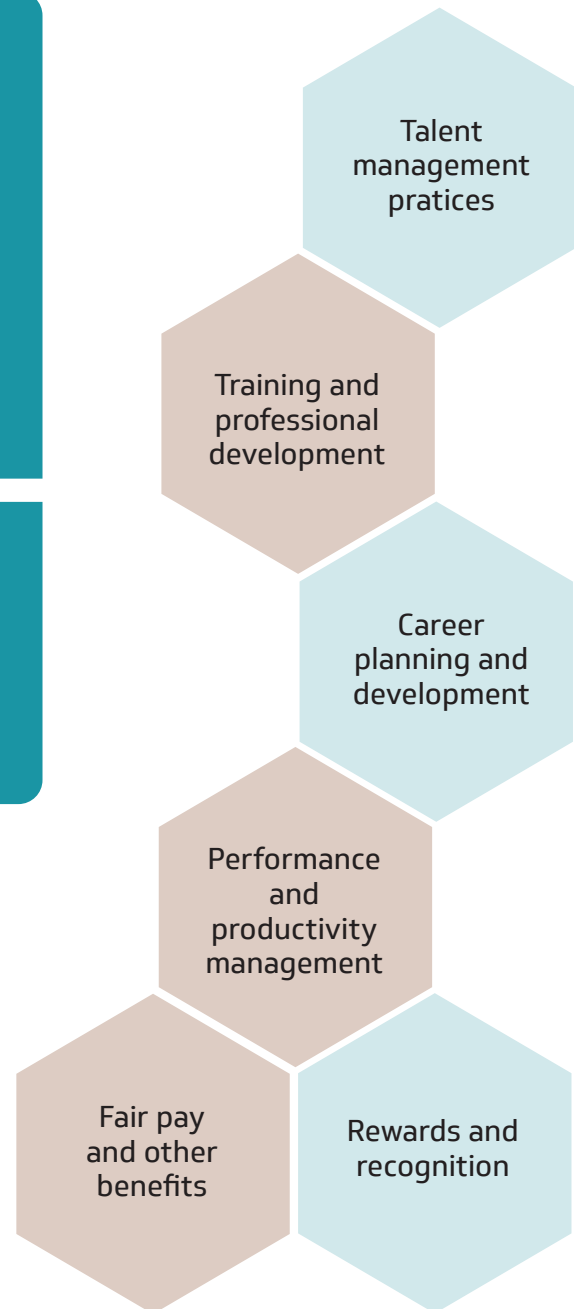 Talent
management
pratices
Training and
professional
development
Career
planning and
development
Performance
and
productivity
management
Fair pay
and other
benefits
Rewards and
recognition